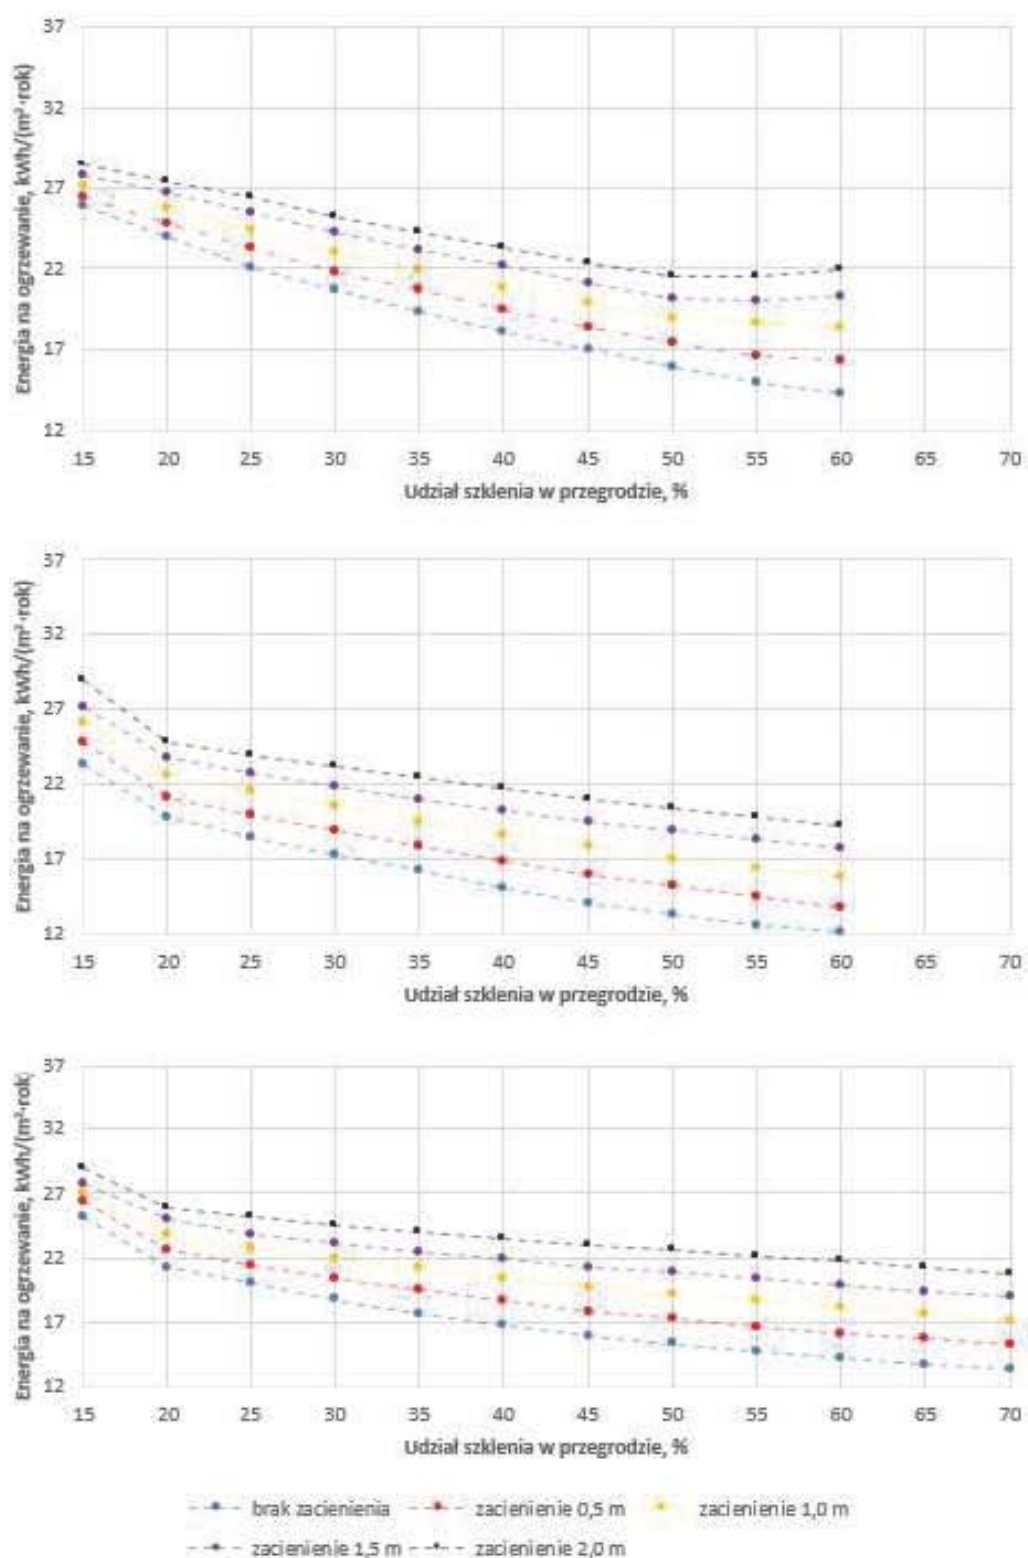 Energia na ogrzewanie, kWh/(m²·rok)
37
32
27
22
17
12
15 20 25 30 35 40 45 50 55 60 65 70
Udział szklenia w przegrodzie, %
Energia na ogrzewanie, kWh/(m²·rok)
37
32
27
22
17
12
15 20 25 30 35 40 45 50 55 60 65 70
Udział szklenia w przegrodzie, %
Energia na ogrzewanie, kWh/(m²·rok)
37
32
27
22
17
12
15 20 25 30 35 40 45 50 55 60 65 70
Udział szklenia w przegrodzie, %
brak zacienienia zacienienie 0,5 m zacienienie 1,0 m
zacienienie 1,5 m zacienienie 2,0 m